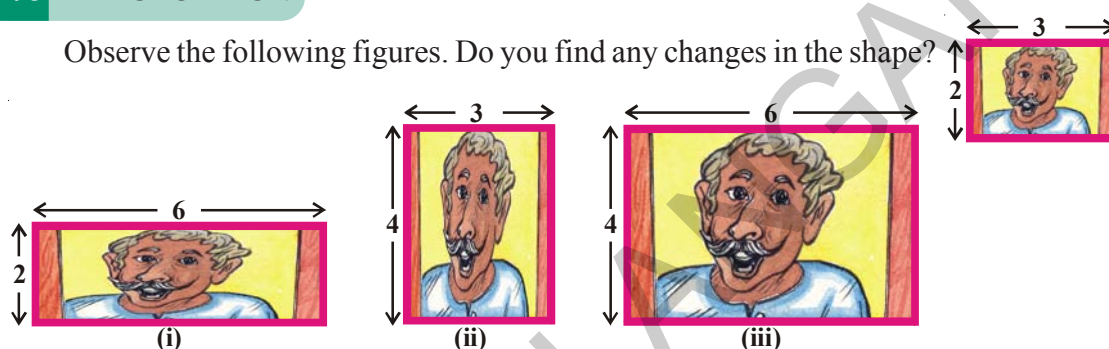 Observe the following figures. Do you find any changes in the shape?
3
2
6
2
(i)
3
4
(ii)
6
4
(iii)